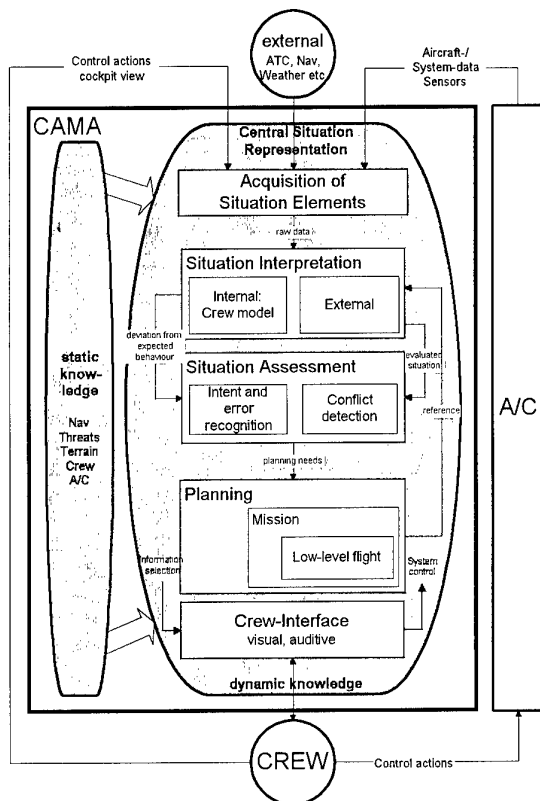 external
ATC, Nav,
Weather etc
Control actions
cockpit view
Aircraft-/
System-data
Sensors
CAMA
Central Situation
Representation
Acquisition of
Situation Elements
raw data
Situation Interpretation
Internal:
Crew model
External
deviation from
expected
behaviour
evaluated
situation
static
know-
ledge
Nav
Threats
Terrain
Crew
A/C
Situation Assessment
Intent and
error
recognition
Conflict
detection
reference
A/C
planning needs
Planning
Mission
Low-level flight
Information
selection
System
control
Crew-Interface
visual, auditive
dynamic knowledge
CREW
Control actions